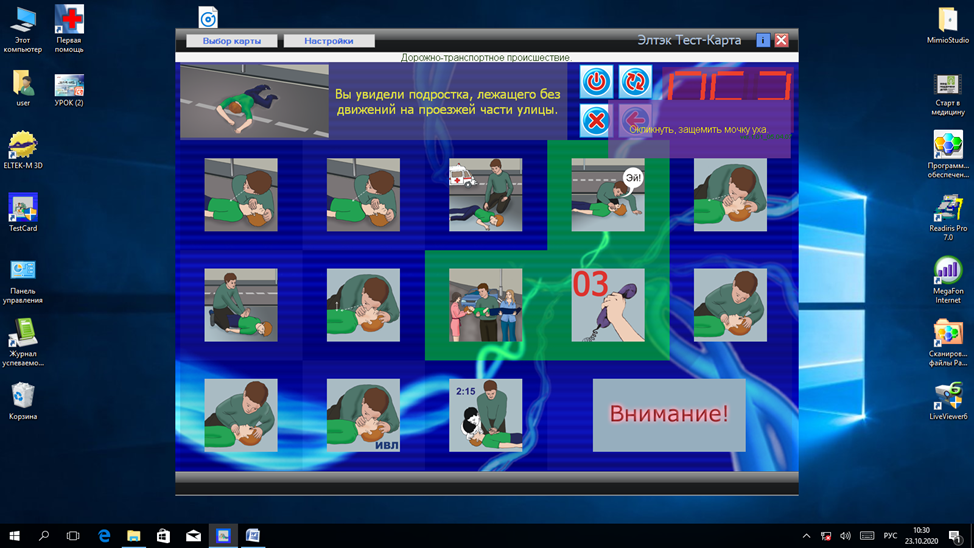 Этот
компьютер
Первая
помощь
user
УРОК (2)
ELTEK-M 3D
TestCard
Панель
управления
Журнал
успеваемо...
Корзина
Выбор карты
Настройки
Элтэк Тест-Карта
i
Дорожно-транспортное происшествие.
Вы увидели подростка, лежащего без
движений на проезжей части улицы.
Окликнуть, защемить мочку уха.
Эй!
03
ИВЛ
2:15
Внимание!
MimioStudio
Старт в
медицину
Программ...
обеспечен...
Readiris Pro
7.0
MegaFon
Internet
Сканиров...
файлы Pa...
LiveViewer6
РУС
10:30
23.10.2020